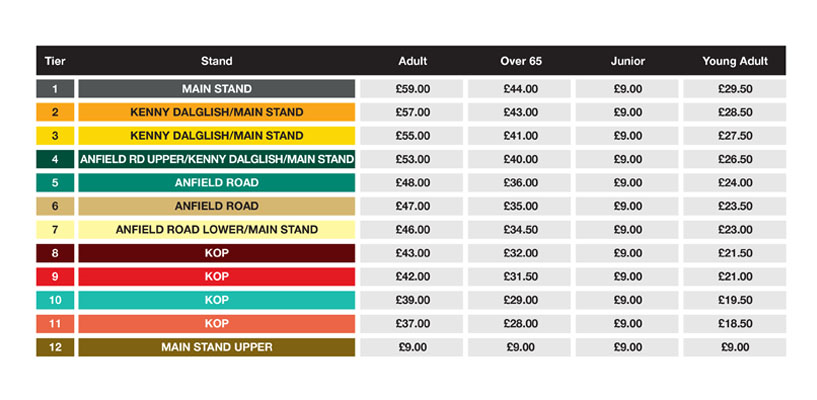 Tier Stand Adult Over 65 Junior Young Adult
1 MAIN STAND £59.00 £44.00 £9.00 £29.50
2 KENNY DALGLISH/MAIN STAND £57.00 £43.00 £9.00 £28.50
3 KENNY DALGLISH/MAIN STAND £55.00 £41.00 £9.00 £27.50
4 ANFIELD RD UPPER/KENNY DALGLISH/MAIN STAND £53.00 £40.00 £9.00 £26.50
5 ANFIELD ROAD £48.00 £36.00 £9.00 £24.00
6 ANFIELD ROAD £47.00 £35.00 £9.00 £23.50
7 ANFIELD ROAD LOWER/MAIN STAND £46.00 £34.50 £9.00 £23.00
8 KOP £43.00 £32.00 £9.00 £21.50
9 KOP £42.00 £31.50 £9.00 £21.00
10 KOP £39.00 £29.00 £9.00 £19.50
11 KOP £37.00 £28.00 £9.00 £18.50
12 MAIN STAND UPPER £9.00 £9.00 £9.00 £9.00